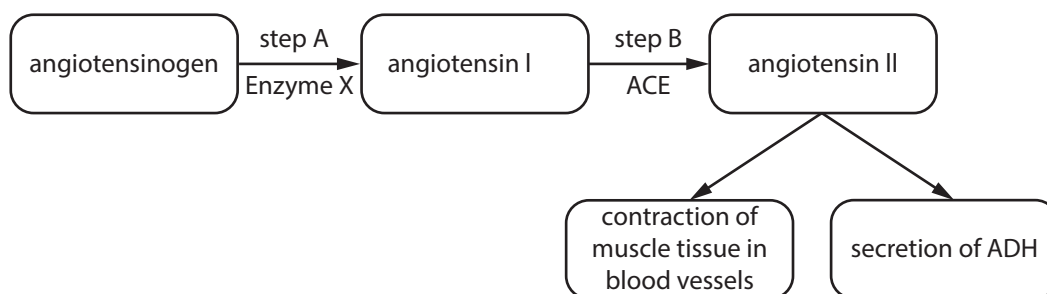 step A
step B
angiotensinogen
angiotensin I
angiotensin II
Enzyme X
ACE
contraction of
muscle tissue in
blood vessels
secretion of ADH